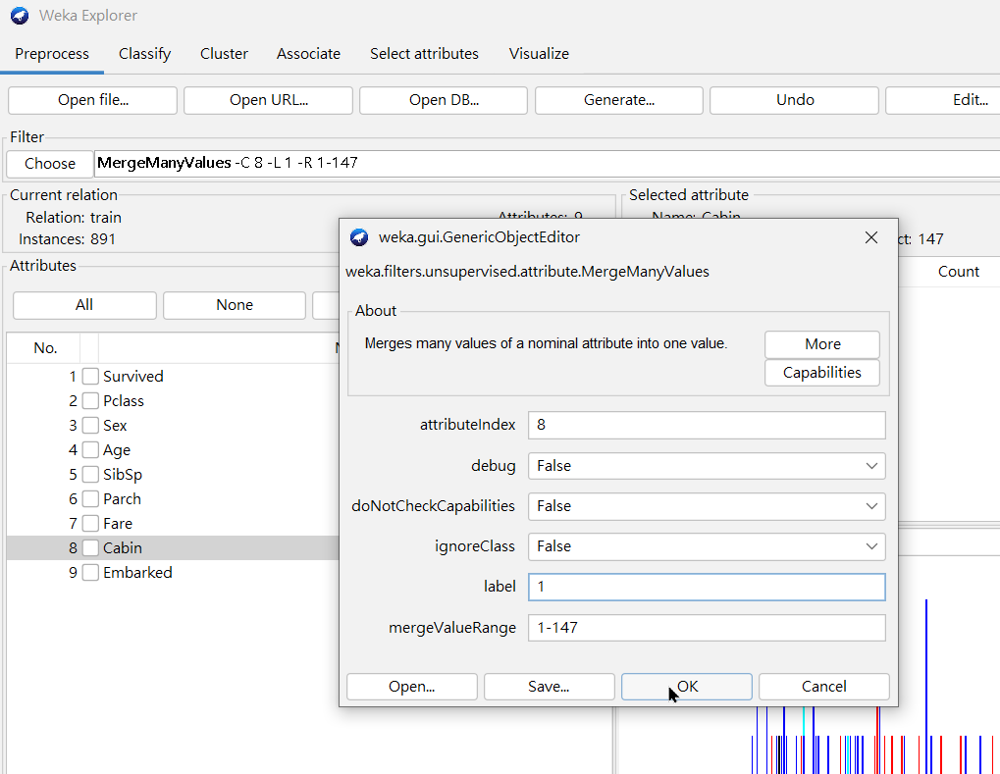 Weka Explorer
Preprocess Classify Cluster Associate Select attributes Visualize
Open file... Open URL... Open DB... Generate... Undo Edit...
Filter
Choose MergeManyValues -C 8 -L 1 -R 1-147
Current relation
Relation: train
Attributes: 9
Instances: 891
Selected attribute
Name: Cabin
ct: 147
Attributes
All None
Count
No.
1 Survived
2 Pclass
3 Sex
4 Age
5 SibSp
6 Parch
7 Fare
8 Cabin
9 Embarked
weka.gui.GenericObjectEditor
weka.filters.unsupervised.attribute.MergeManyValues
About
Merges many values of a nominal attribute into one value.
More
Capabilities
attributeIndex 8
debug False
doNotCheckCapabilities False
ignoreClass False
label 1
mergeValueRange 1-147
Open... Save... OK Cancel